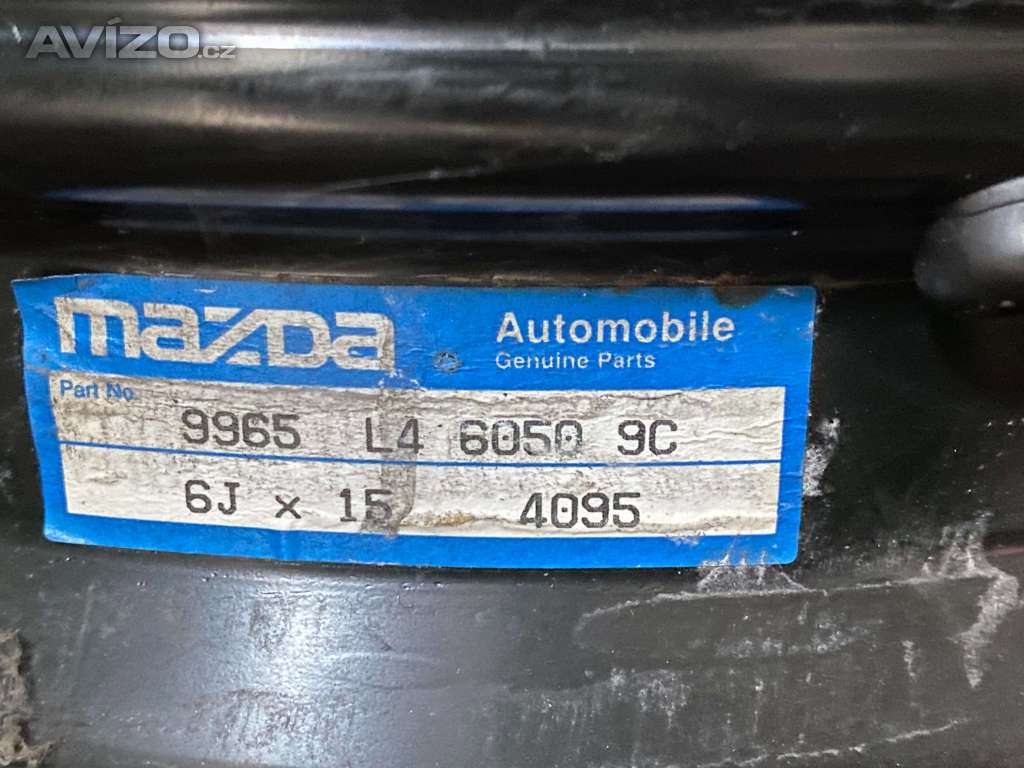 AVÍZO.cz
mazda
Automobile
Genuine Parts
Part No.
9965 L4 6050 9C
6J x 15 4095